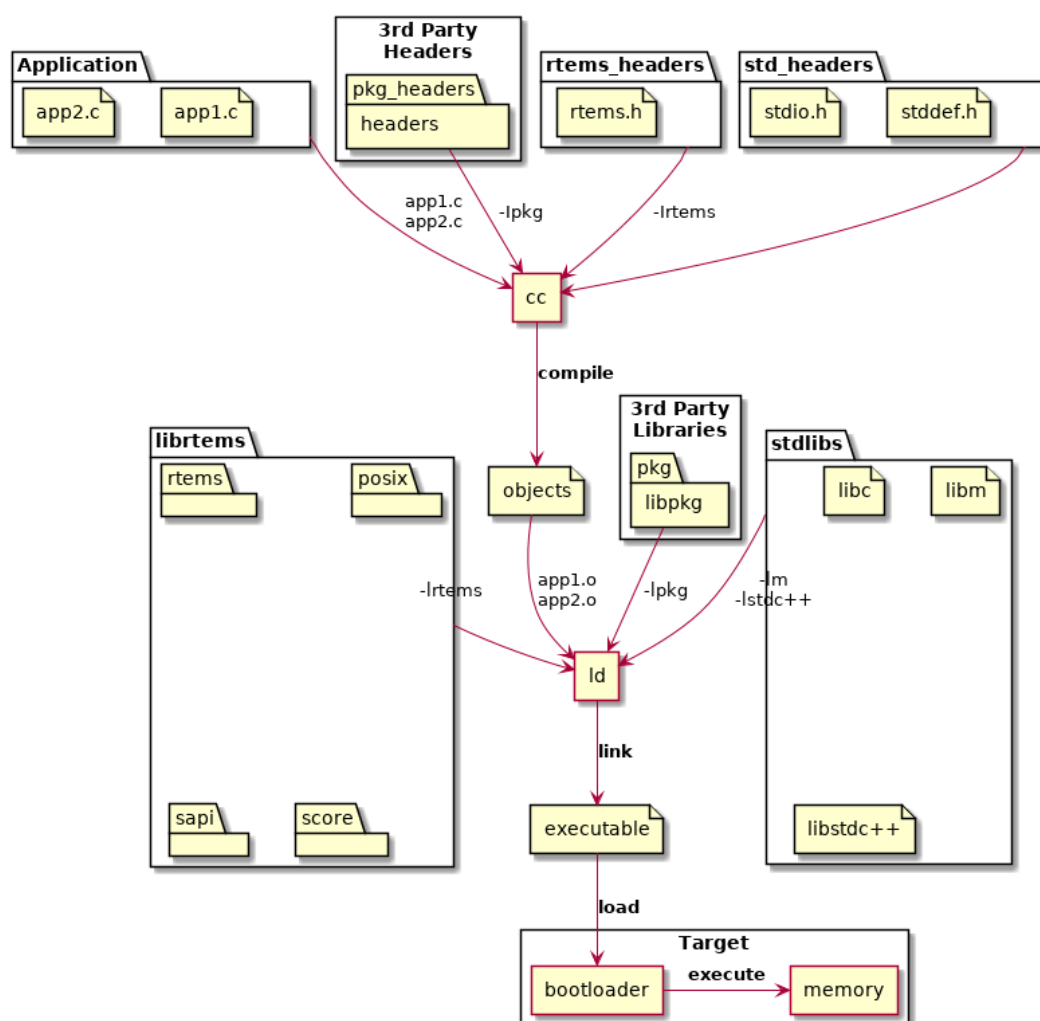 3rd Party
Headers
Application
rtems_headers
std_headers
pkg_headers
app2.c
app1.c
headers
rtems.h
stdio.h
stddef.h
app1.c
app2.c
-Ipkg
-Irtems
cc
compile
3rd Party
Libraries
librtems
stdlibs
rtems
posix
objects
pkg
libpkg
libc
libm
-lrtems
app1.o
app2.o
-lpkg
-lm
-lstdc++
ld
link
sapi
score
executable
libstdc++
load
Target
bootloader
execute
memory